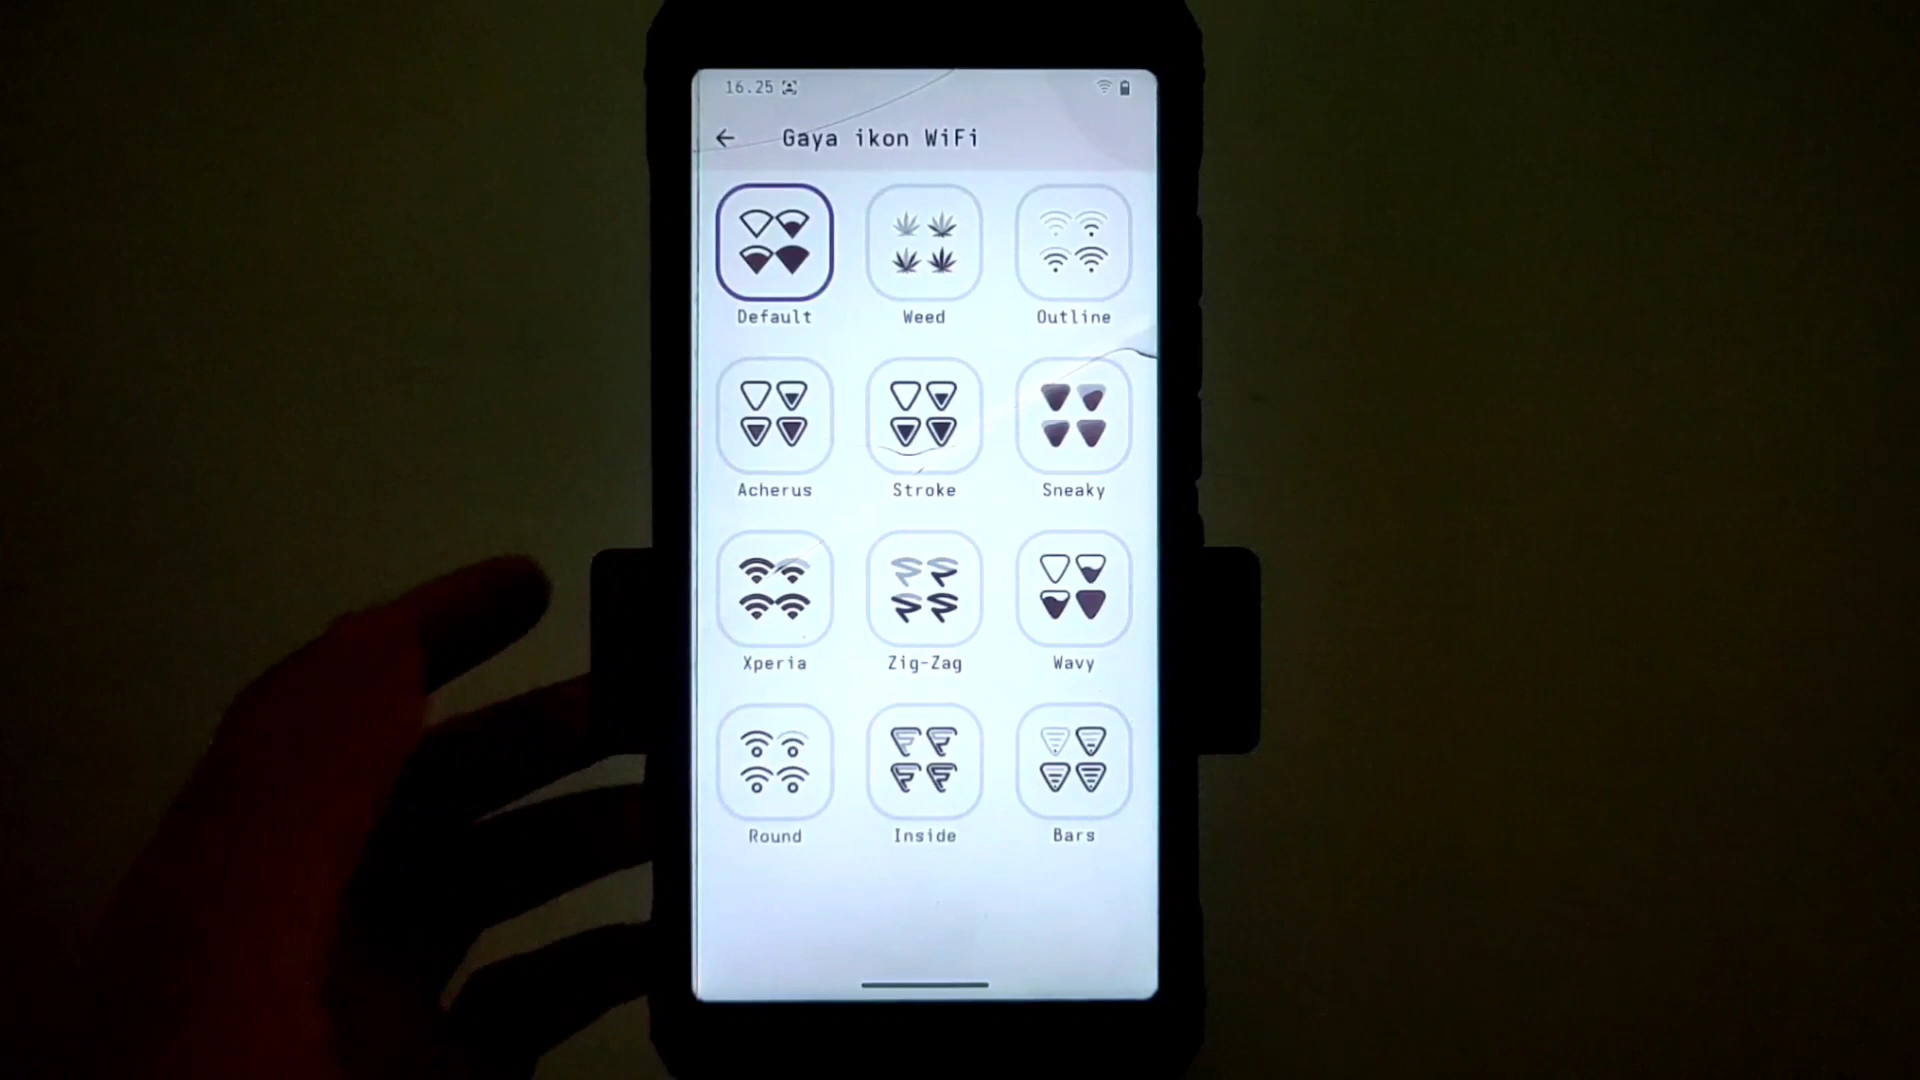 16.25
Gaya ikon WiFi
Default
Weed
Outline
Acherus
Stroke
Sneaky
Xperia
Zig-Zag
Wavy
Round
Inside
Bars